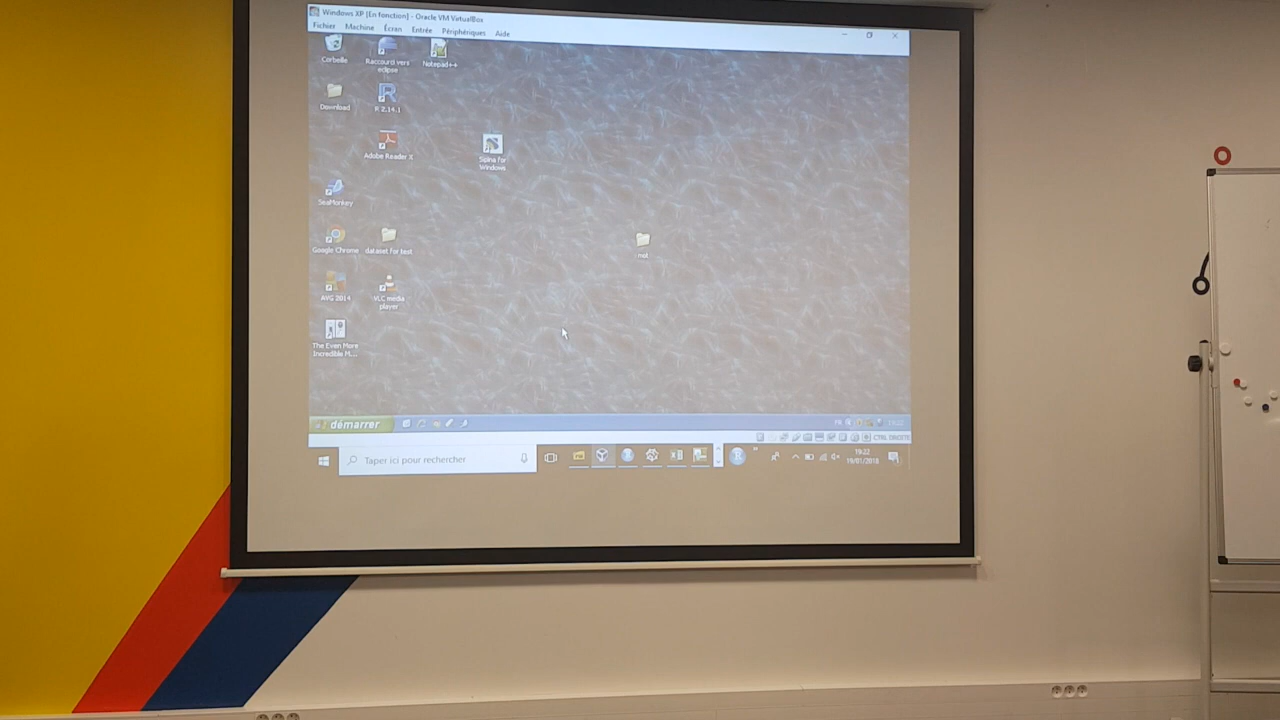 Windows XP [En fonction] - Oracle VM VirtualBox
Fichier Machine Écran Entrée Périphériques Aide
Corbeille
Raccourci vers
eclipse
Notepad++
Download
R 2.14.1
Adobe Reader X
Sipina for
Windows
SeaMonkey
Google Chrome
dataset for test
AVG 2014
VLC media
player
The Even More
Incredible M...
démarrer
FR
CTRL DROITE
Taper ici pour rechercher
R
19:22
19/01/2018